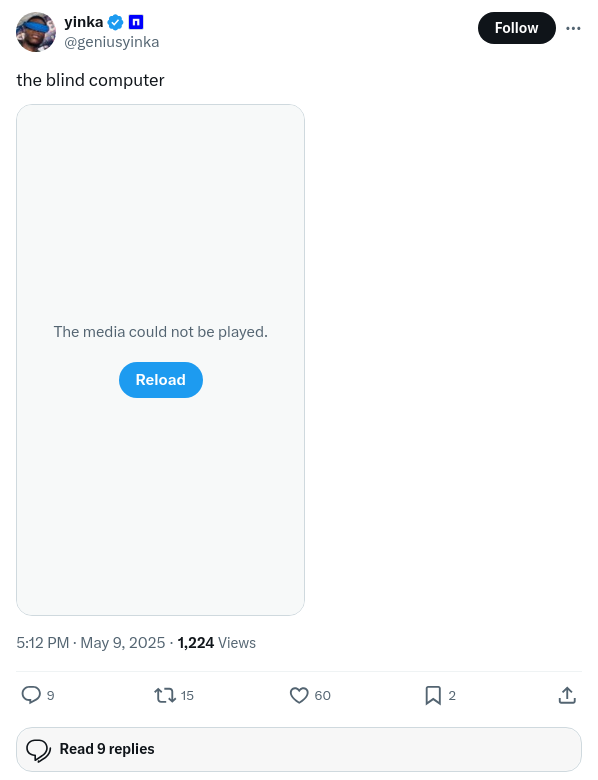 yinka
@geniusyinka
Follow
the blind computer
The media could not be played.
Reload
5:12 PM · May 9, 2025 · 1,224 Views
9 15 60 2
Read 9 replies